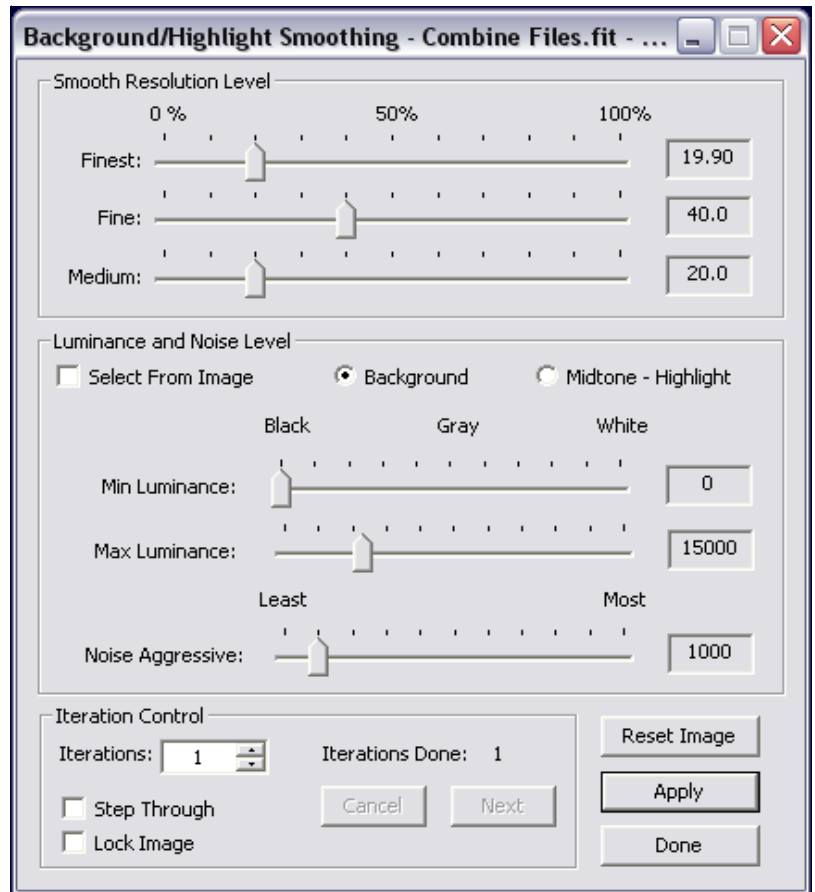 Background/Highlight Smoothing - Combine Files.fit - ...
Smooth Resolution Level
0 % 50% 100%
Finest: 19.90
Fine: 40.0
Medium: 20.0
Luminance and Noise Level
Select From Image Background Midtone - Highlight
Black Gray White
Min Luminance: 0
Max Luminance: 15000
Least Most
Noise Aggressive: 1000
Iteration Control
Iterations: 1 Iterations Done: 1
Reset Image
Step Through Cancel Next Apply
Lock Image Done